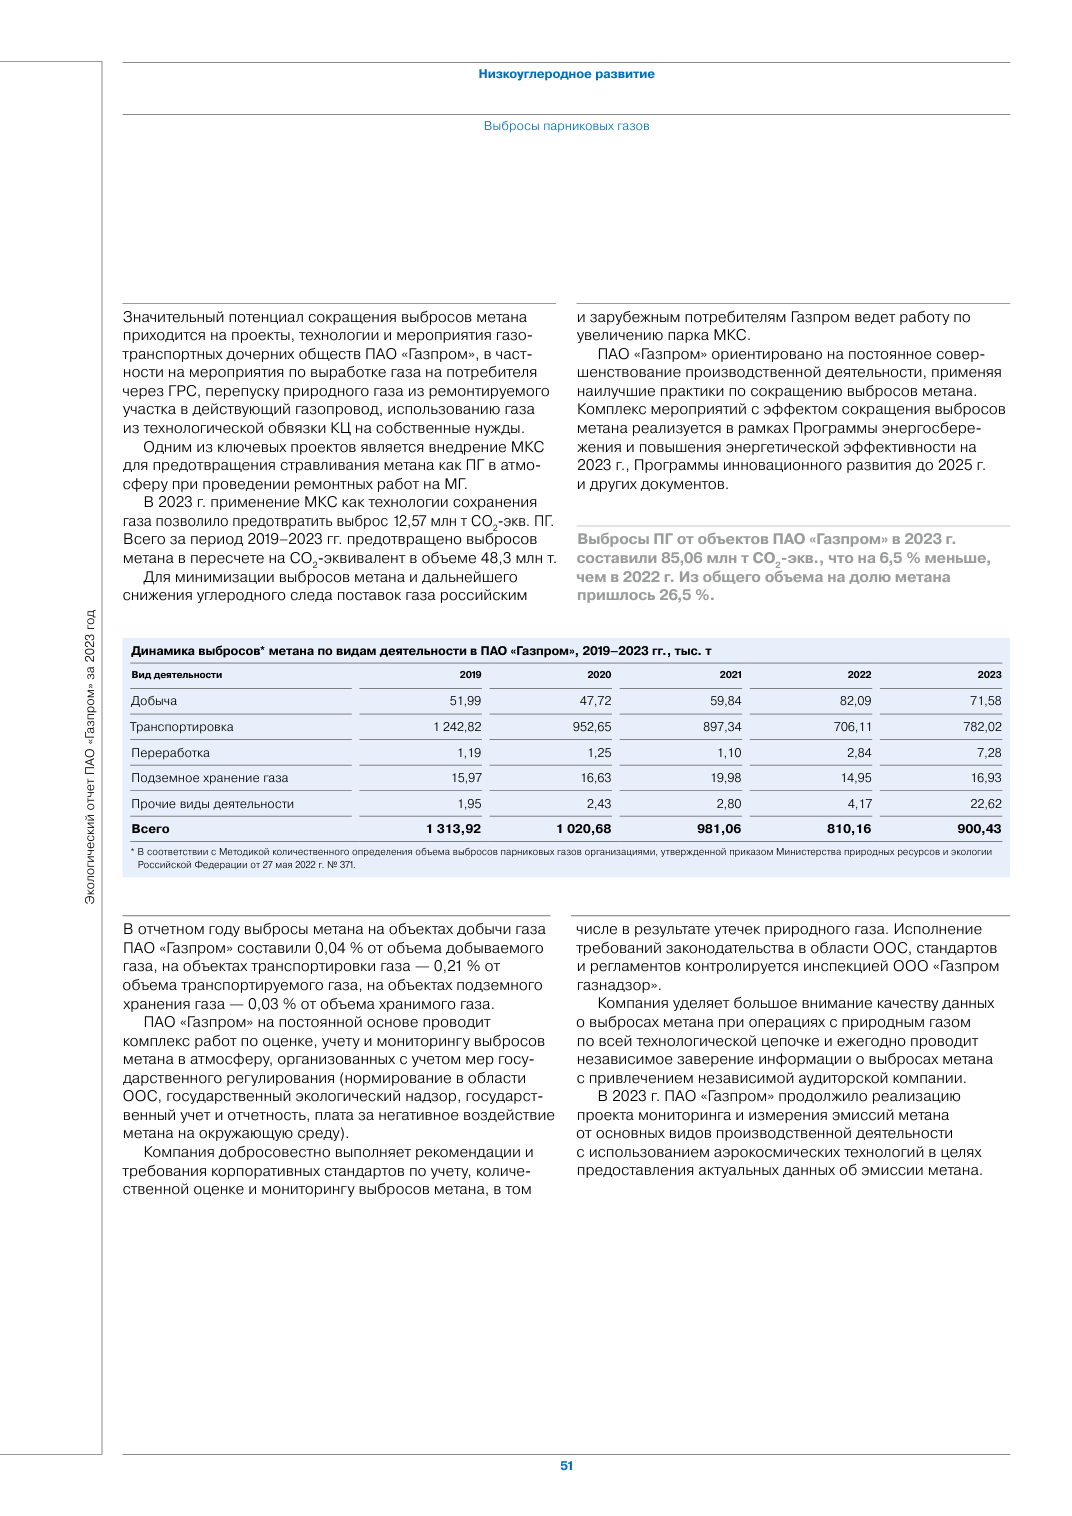 Низкоуглеродное развитие
Выбросы парниковых газов
Экологический отчет ПАО «Газпром» за 2023 год
Значительный потенциал сокращения выбросов метана
приходится на проекты, технологии и мероприятия газо-
транспортных дочерних обществ ПАО «Газпром», в част-
ности на мероприятия по выработке газа на потребителя
через ГРС, перепуску природного газа из ремонтируемого
участка в действующий газопровод, использованию газа
из технологической обвязки КЦ на собственные нужды.
Одним из ключевых проектов является внедрение МКС
для предотвращения стравливания метана как ПГ в атмо-
сферу при проведении ремонтных работ на МГ.
В 2023 г. применение МКС как технологии сохранения
газа позволило предотвратить выброс 12,57 млн т CO2-экв. ПГ.
Всего за период 2019–2023 гг. предотвращено выбросов
метана в пересчете на CO2-эквивалент в объеме 48,3 млн т.
Для минимизации выбросов метана и дальнейшего
снижения углеродного следа поставок газа российским
и зарубежным потребителям Газпром ведет работу по
увеличению парка МКС.
ПАО «Газпром» ориентировано на постоянное совер-
шенствование производственной деятельности, применяя
наилучшие практики по сокращению выбросов метана.
Комплекс мероприятий с эффектом сокращения выбросов
метана реализуется в рамках Программы энергосбере-
жения и повышения энергетической эффективности на
2023 г., Программы инновационного развития до 2025 г.
и других документов.
Выбросы ПГ от объектов ПАО «Газпром» в 2023 г.
составили 85,06 млн т CO2-экв., что на 6,5 % меньше,
чем в 2022 г. Из общего объема на долю метана
пришлось 26,5 %.
Динамика выбросов* метана по видам деятельности в ПАО «Газпром», 2019–2023 гг., тыс. т
Вид деятельности 2019 2020 2021 2022 2023
Добыча 51,99 47,72 59,84 82,09 71,58
Транспортировка 1 242,82 952,65 897,34 706,11 782,02
Переработка 1,19 1,25 1,10 2,84 7,28
Подземное хранение газа 15,97 16,63 19,98 14,95 16,93
Прочие виды деятельности 1,95 2,43 2,80 4,17 22,62
Всего 1 313,92 1 020,68 981,06 810,16 900,43
* В соответствии с Методикой количественного определения объема выбросов парниковых газов организациями, утвержденной приказом Министерства природных ресурсов и экологии
Российской Федерации от 27 мая 2022 г. № 371.
В отчетном году выбросы метана на объектах добычи газа
ПАО «Газпром» составили 0,04 % от объема добываемого
газа, на объектах транспортировки газа — 0,21 % от
объема транспортируемого газа, на объектах подземного
хранения газа — 0,03 % от объема хранимого газа.
ПАО «Газпром» на постоянной основе проводит
комплекс работ по оценке, учету и мониторингу выбросов
метана в атмосферу, организованных с учетом мер госу-
дарственного регулирования (нормирование в области
ООС, государственный экологический надзор, государст-
венный учет и отчетность, плата за негативное воздействие
метана на окружающую среду).
Компания добросовестно выполняет рекомендации и
требования корпоративных стандартов по учету, количе-
ственной оценке и мониторингу выбросов метана, в том
числе в результате утечек природного газа. Исполнение
требований законодательства в области ООС, стандартов
и регламентов контролируется инспекцией ООО «Газпром
газнадзор».
Компания уделяет большое внимание качеству данных
о выбросах метана при операциях с природным газом
по всей технологической цепочке и ежегодно проводит
независимое заверение информации о выбросах метана
с привлечением независимой аудиторской компании.
В 2023 г. ПАО «Газпром» продолжило реализацию
проекта мониторинга и измерения эмиссий метана
от основных видов производственной деятельности
с использованием аэрокосмических технологий в целях
предоставления актуальных данных об эмиссии метана.
51